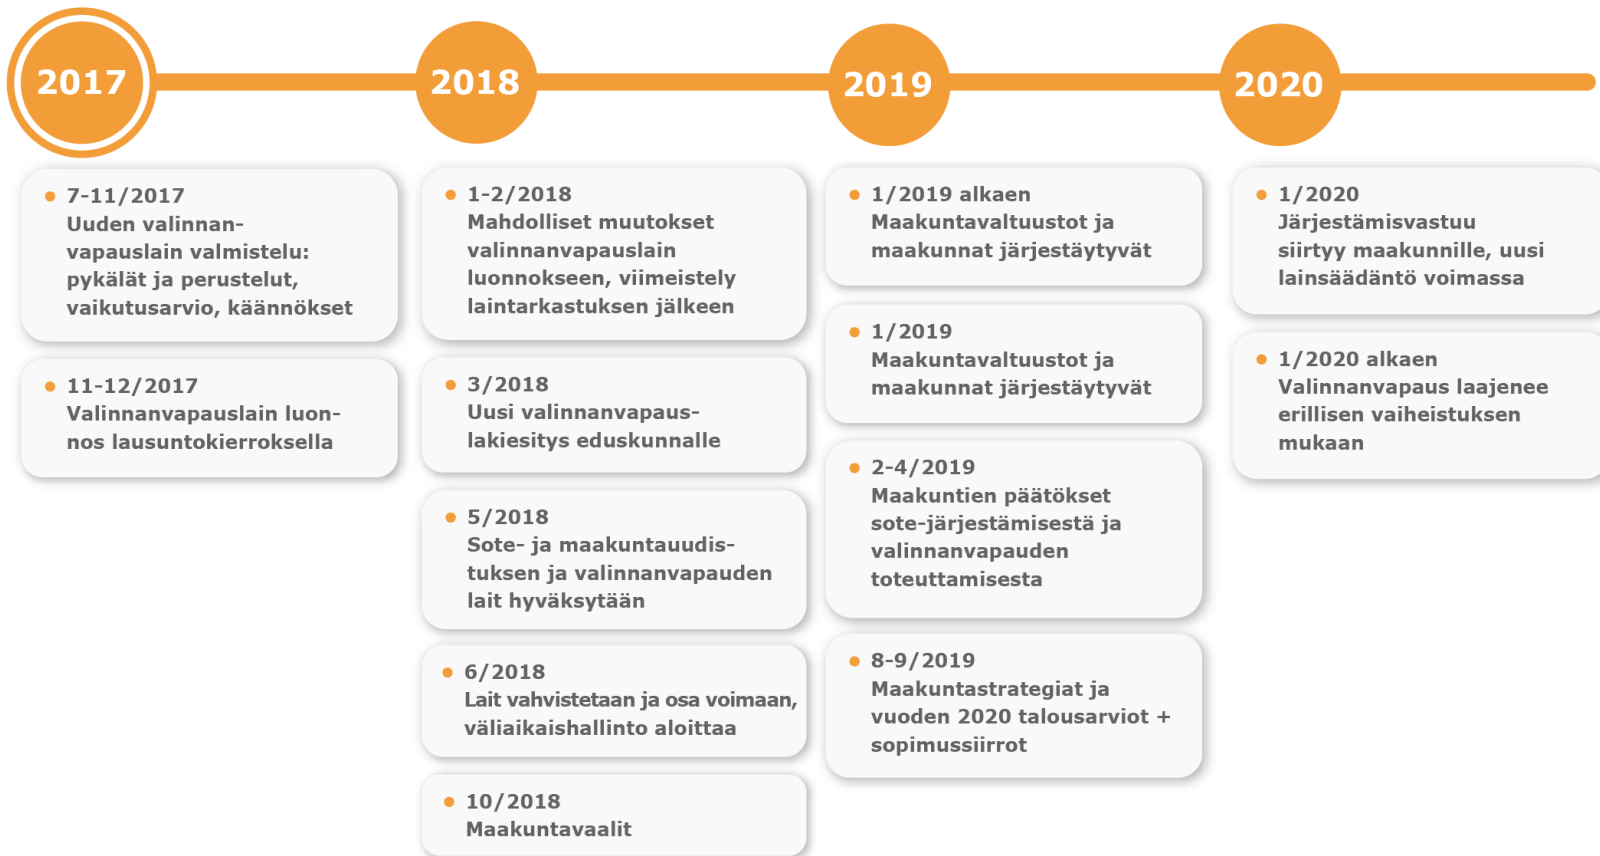 2017
2018
2019
2020
7-11/2017
Uuden valinnan-
vapauslain valmistelu:
pykälät ja perustelut,
vaikutusarvio, käännökset
11-12/2017
Valinnanvapauslain luon-
nos lausuntokierroksella
1-2/2018
Mahdolliset muutokset
valinnanvapauslain
luonnokseen, viimeistely
laintarkastuksen jälkeen
3/2018
Uusi valinnanvapaus-
lakiesitys eduskunnalle
5/2018
Sote- ja maakuntauudis-
tuksen ja valinnanvapauden
lait hyväksytään
6/2018
Lait vahvistetaan ja osa voimaan,
väliaikaishallinto aloittaa
10/2018
Maakuntavaalit
1/2019 alkaen
Maakuntavaltuustot ja
maakunnat järjestäytyvät
1/2019
Maakuntavaltuustot ja
maakunnat järjestäytyvät
2-4/2019
Maakuntien päätökset
sote-järjestämisestä ja
valinnanvapauden
toteuttamisesta
8-9/2019
Maakuntastrategiat ja
vuoden 2020 talousarviot +
sopimussiirrot
1/2020
Järjestämisvastuu
siirtyy maakunnille, uusi
lainsäädäntö voimassa
1/2020 alkaen
Valinnanvapaus laajenee
erillisen vaiheistuksen
mukaan